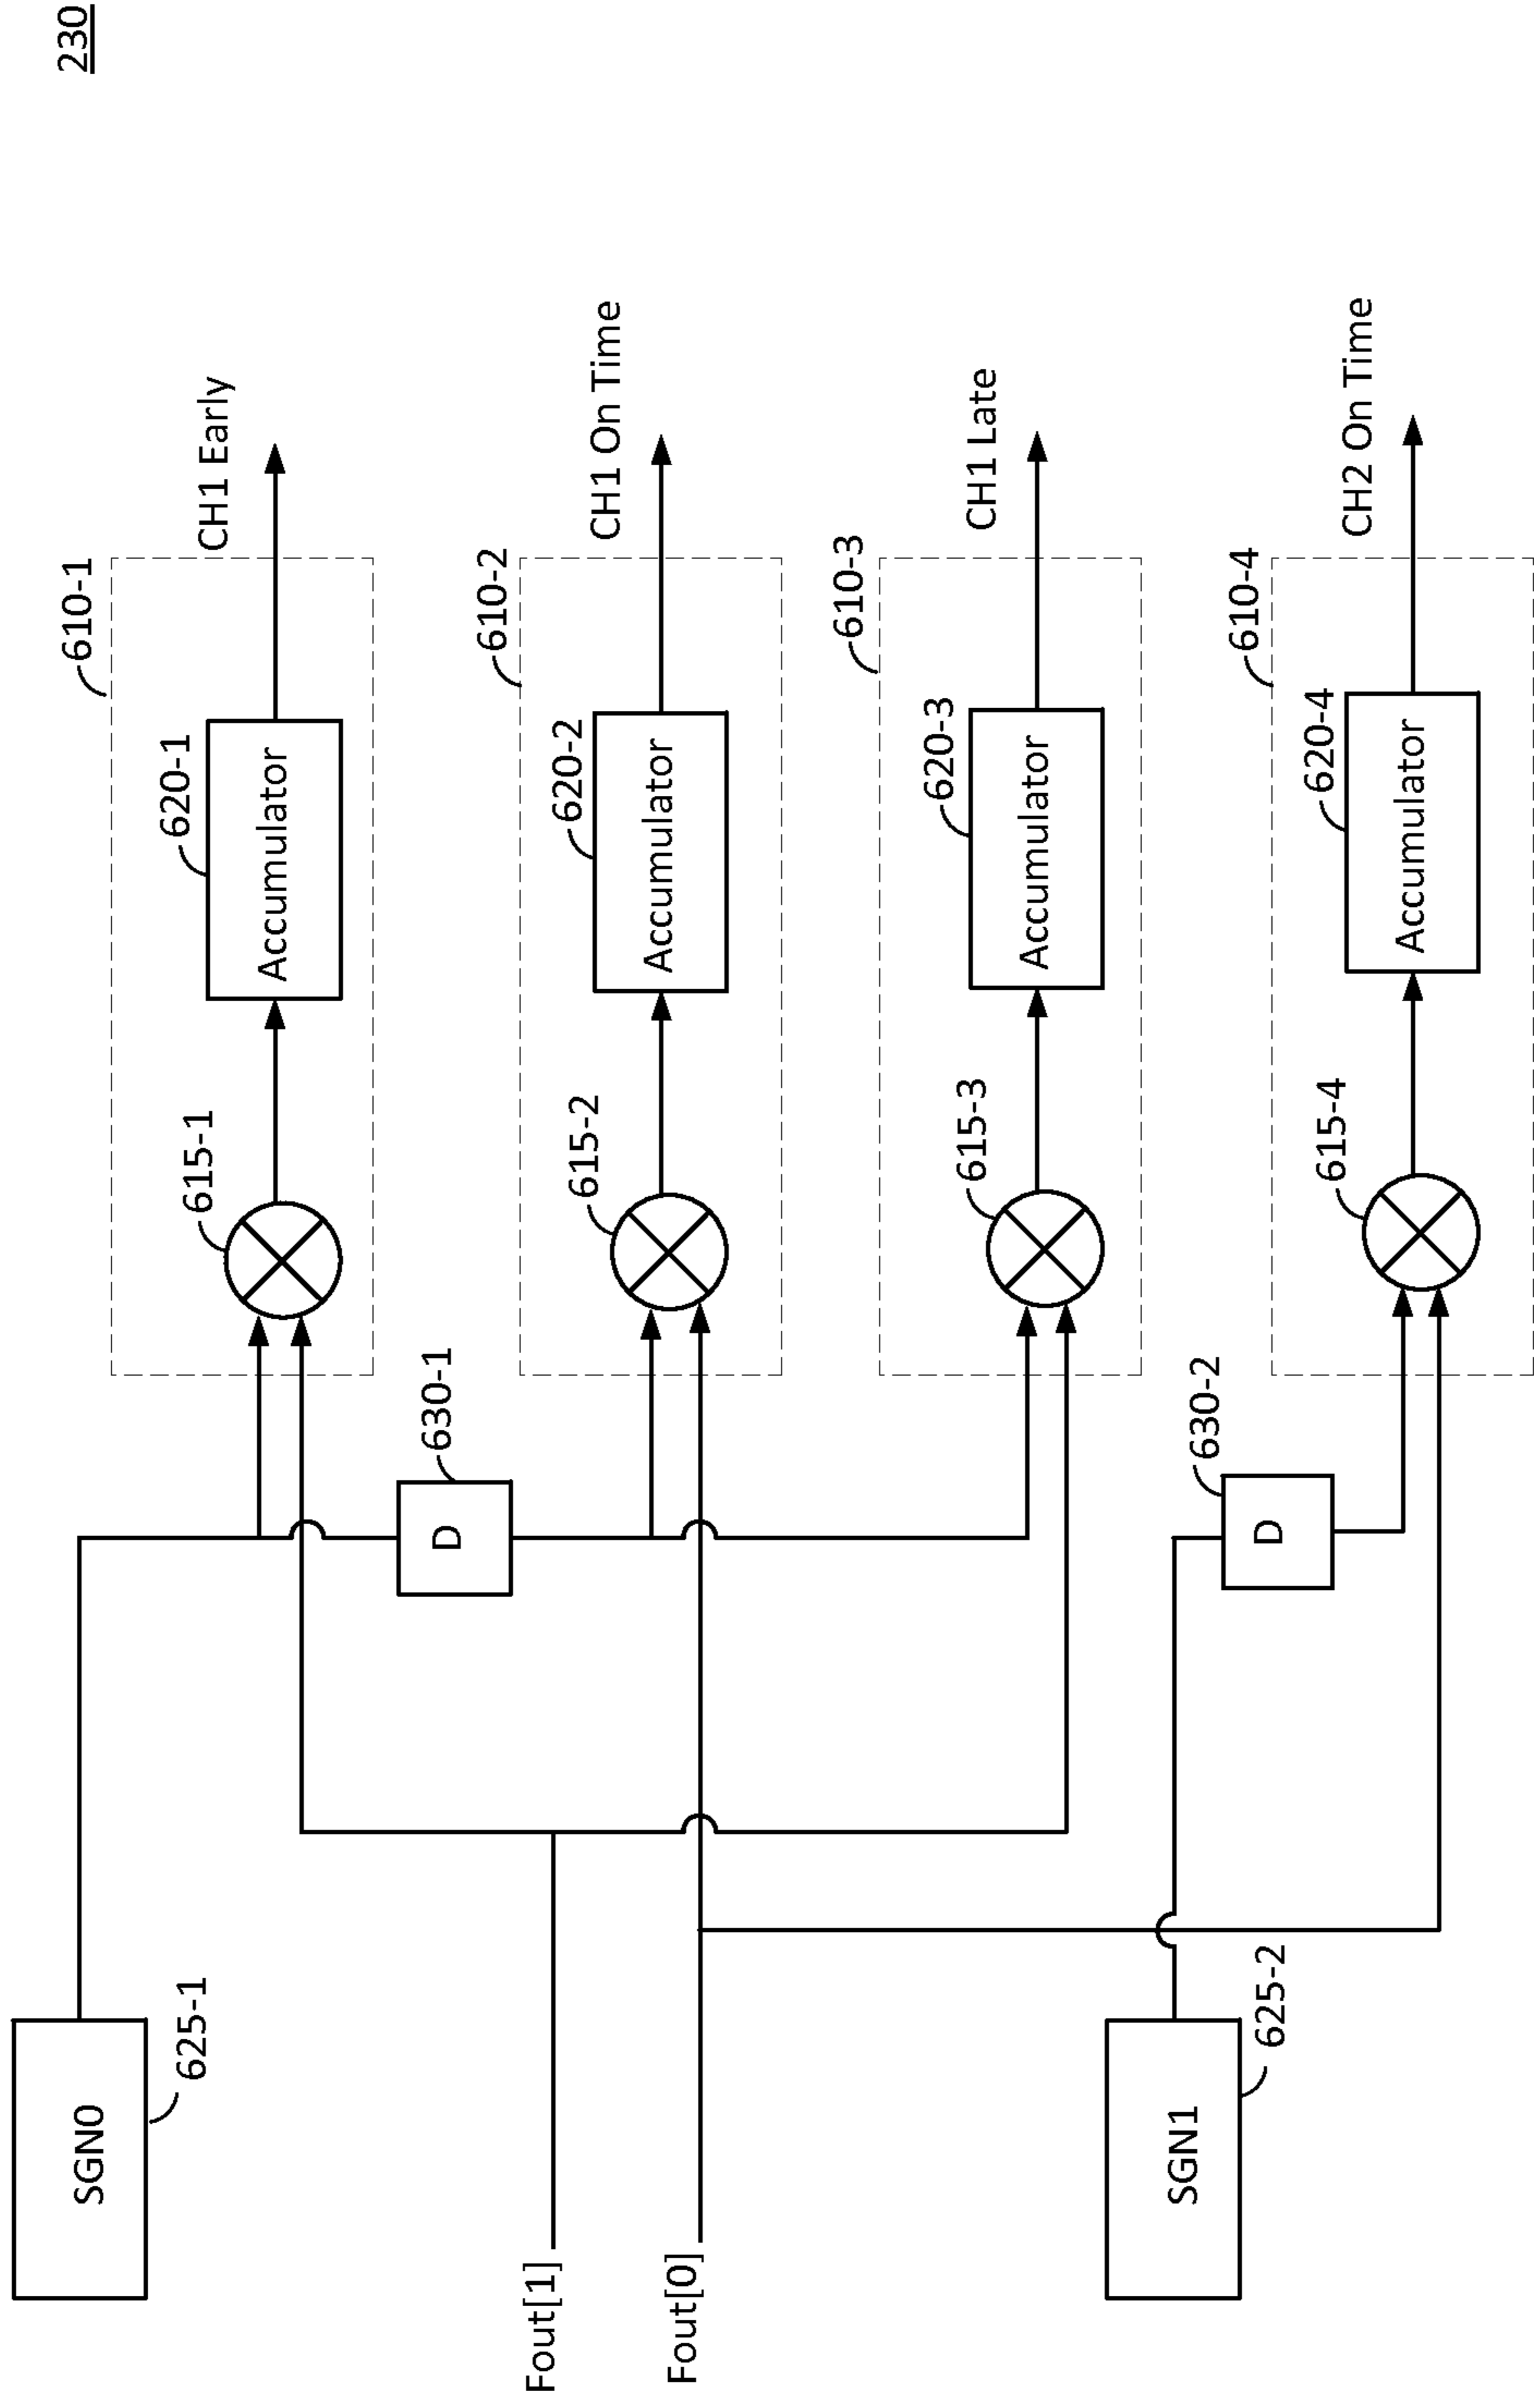 230
SGN0
625-1
610-1
615-1
620-1
Accumulator
CH1 Early
Fout[1]
630-1
D
610-2
615-2
620-2
Accumulator
CH1 On Time
Fout[0]
610-3
615-3
620-3
Accumulator
CH1 Late
SGN1
625-2
630-2
D
610-4
615-4
620-4
Accumulator
CH2 On Time